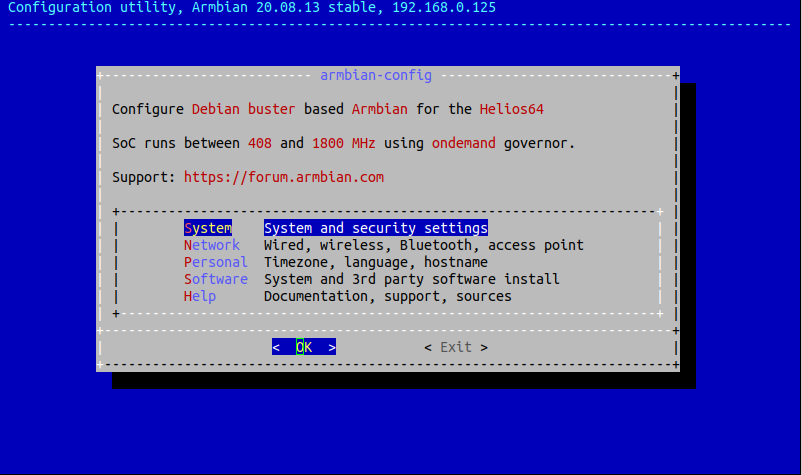 Configuration utility, Armbian 20.08.13 stable, 192.168.0.125
armbian-config
Configure Debian buster based Armbian for the Helios64
SoC runs between 408 and 1800 MHz using ondemand governor.
Support: https://forum.armbian.com
System System and security settings
Network Wired, wireless, Bluetooth, access point
Personal Timezone, language, hostname
Software System and 3rd party software install
Help Documentation, support, sources
< OK > < Exit >